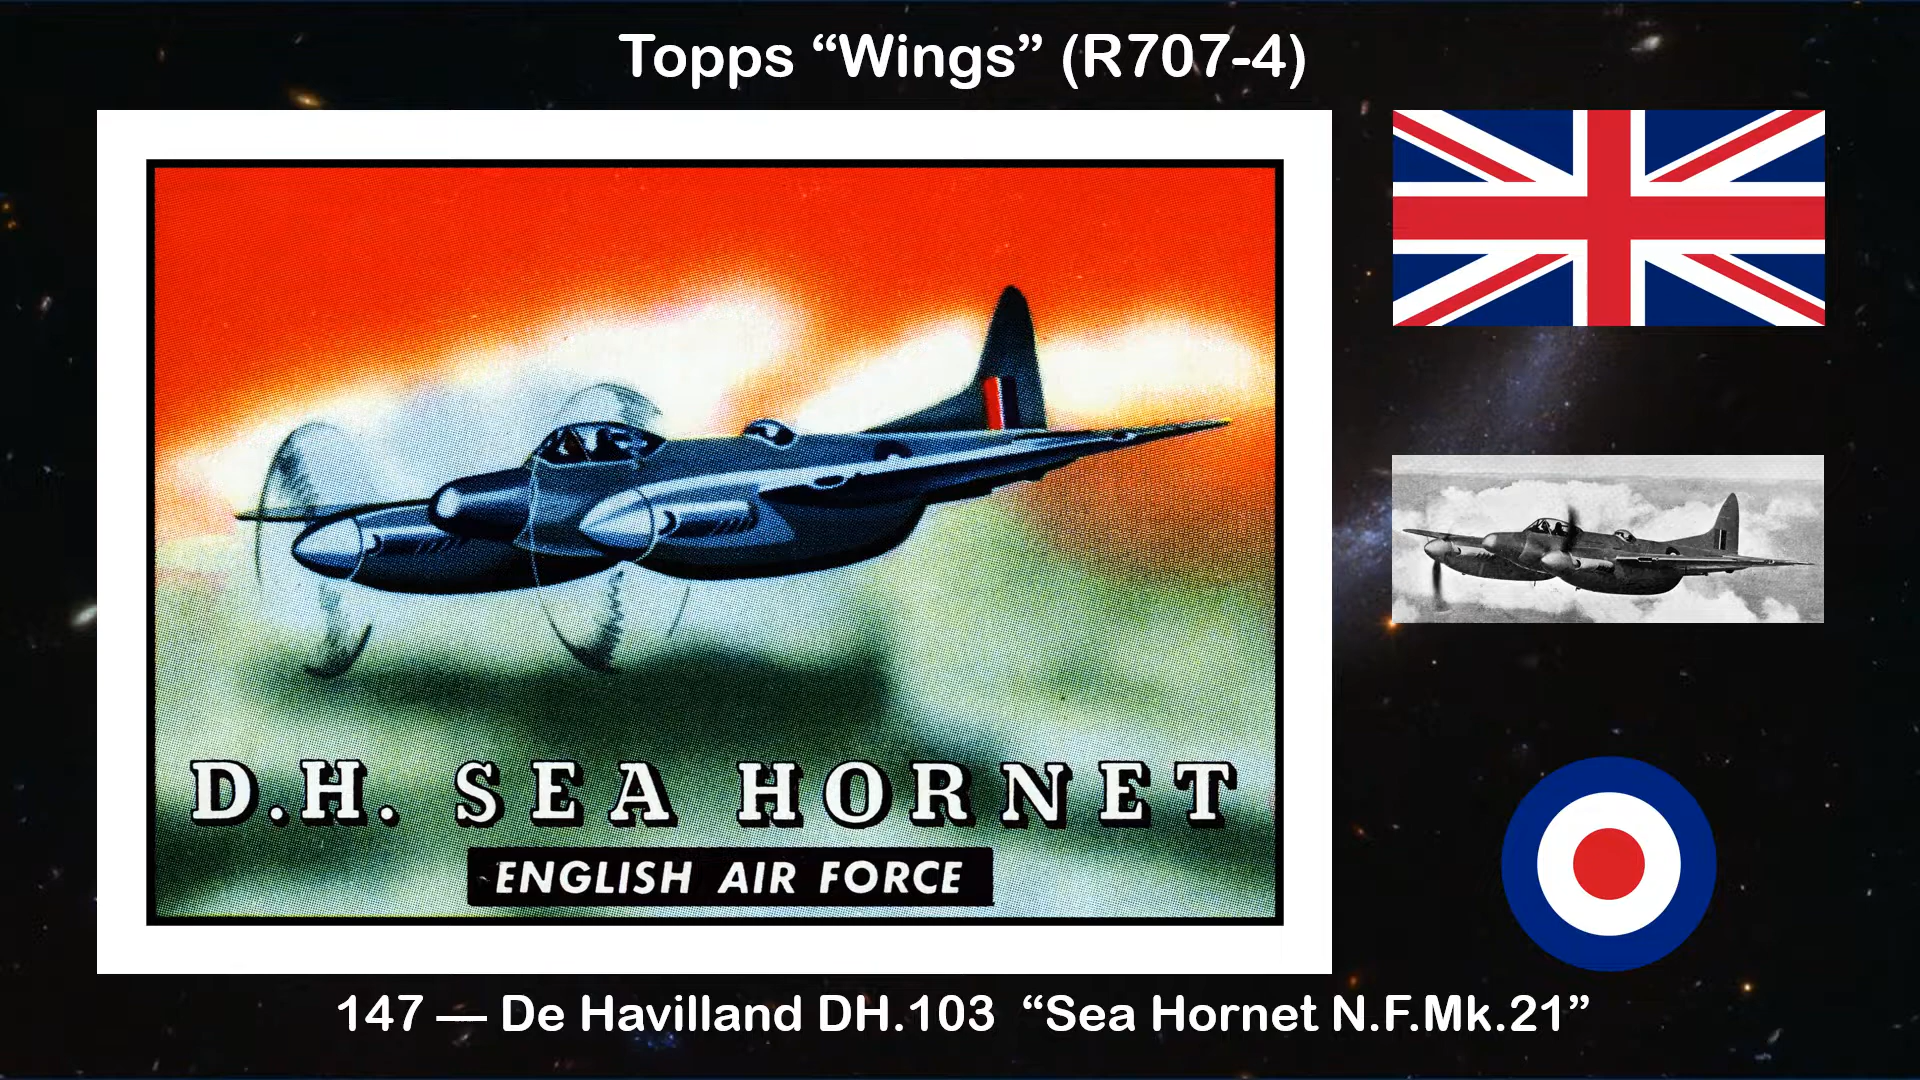 Topps “Wings” (R707-4)
D.H. SEA HORNET
ENGLISH AIR FORCE
147 — De Havilland DH.103 “Sea Hornet N.F.Mk.21”